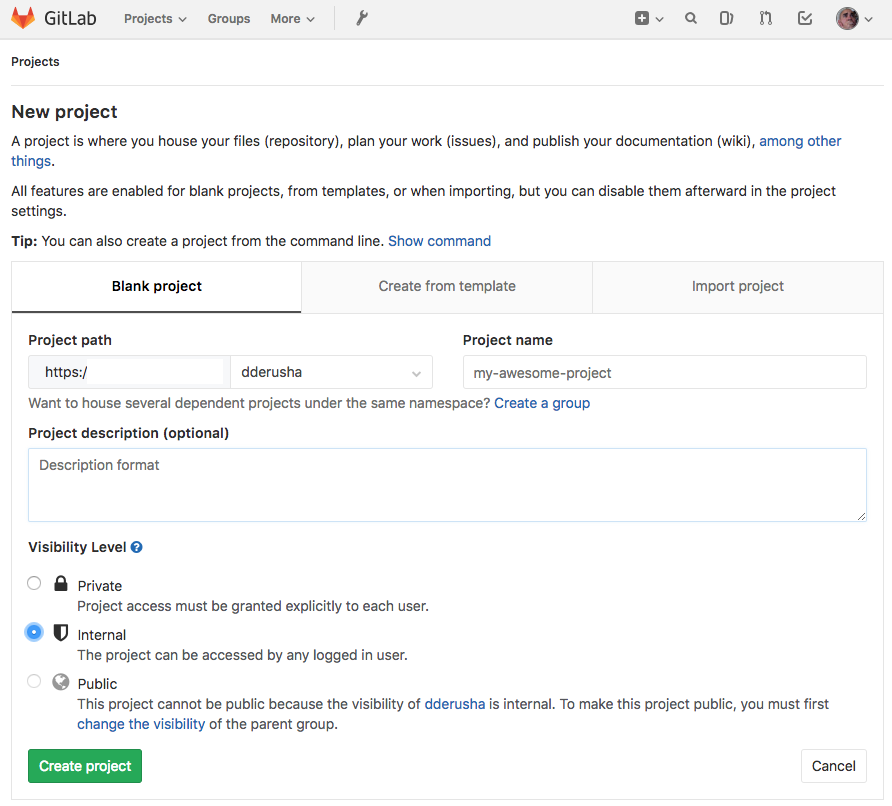 GitLab Projects Groups More
Projects
New project
A project is where you house your files (repository), plan your work (issues), and publish your documentation (wiki), among other
things.
All features are enabled for blank projects, from templates, or when importing, but you can disable them afterward in the project
settings.
Tip: You can also create a project from the command line. Show command
Blank project Create from template Import project
Project path Project name
https:/ dderusha my-awesome-project
Want to house several dependent projects under the same namespace? Create a group
Project description (optional)
Description format
Visibility Level ?
Private
Project access must be granted explicitly to each user.
Internal
The project can be accessed by any logged in user.
Public
This project cannot be public because the visibility of dderusha is internal. To make this project public, you must first
change the visibility of the parent group.
Create project Cancel